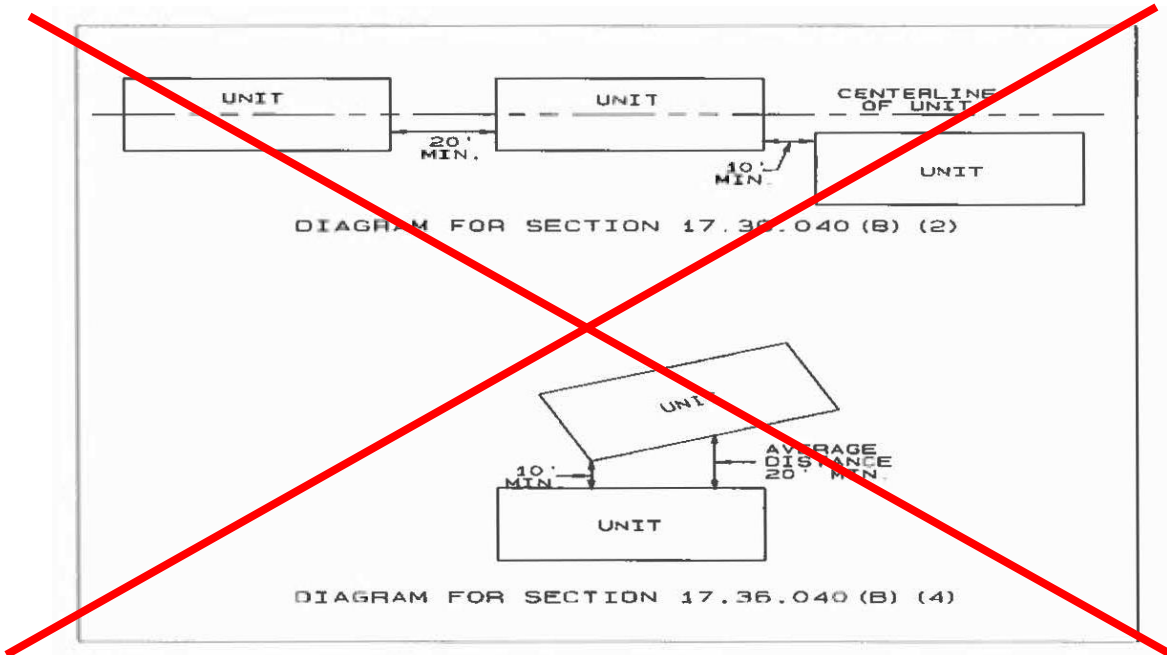 UNIT
UNIT
CENTERLINE
OF UNIT
20'
MIN.
10'
MIN.
UNIT
DIAGRAM FOR SECTION 17.36.040 (B) (2)
UNIT
AVERAGE
DISTANCE
20' MIN.
10'
MIN.
UNIT
DIAGRAM FOR SECTION 17.36.040 (B) (4)